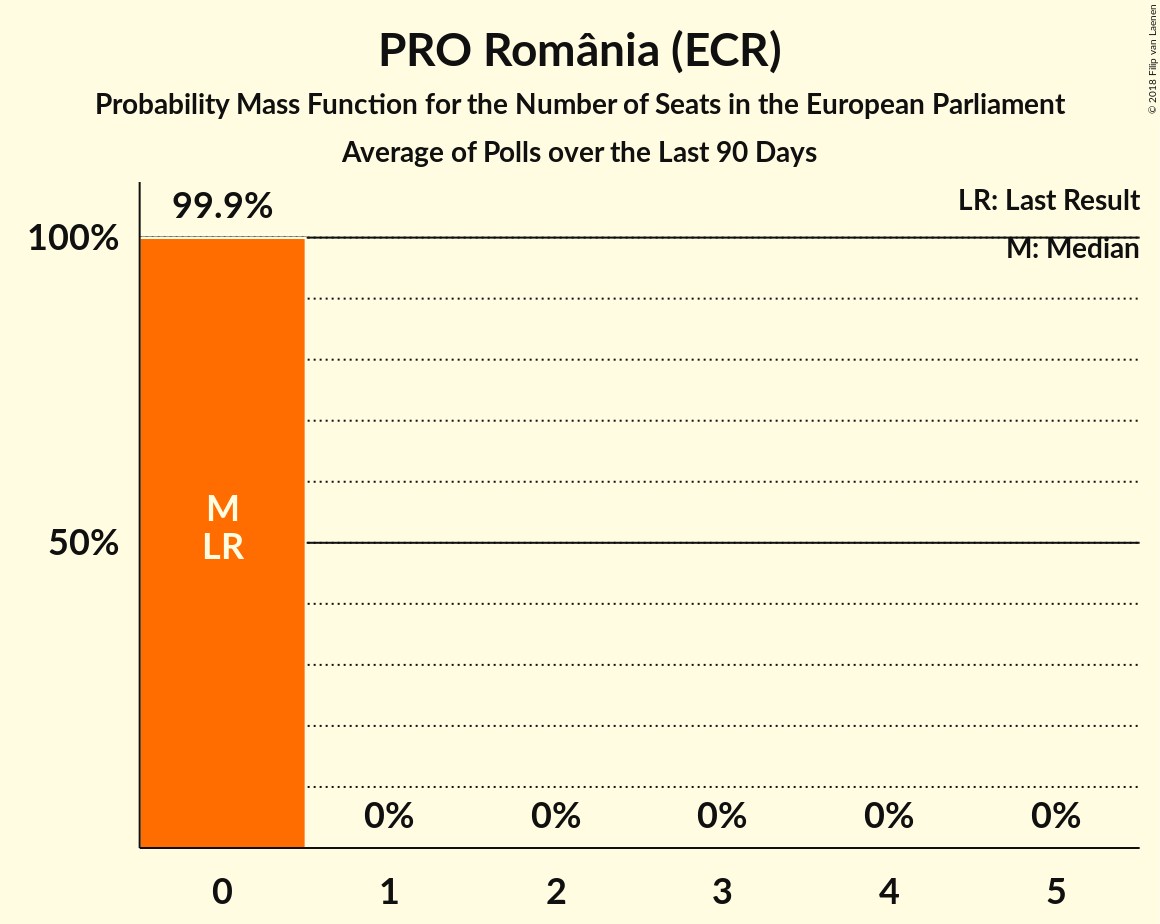 PRO România (ECR)
Probability Mass Function for the Number of Seats in the European Parliament
Average of Polls over the Last 90 Days
© 2018 Filip van Laenen
LR: Last Result
M: Median
99.9%
100%
50%
M
LR
0% 0% 0% 0% 0%
0 1 2 3 4 5